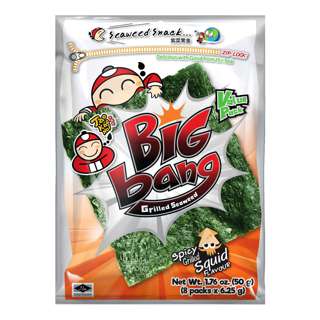 Seaweed Snack...
ZIP-LOCK
Value
Pack
BIG
bang
Grilled Seaweed
Spicy
Grilled
Squid
FLAVOUR
Net Wt. 1.76 oz. (50 g)
(8 packs x 6.25 g)